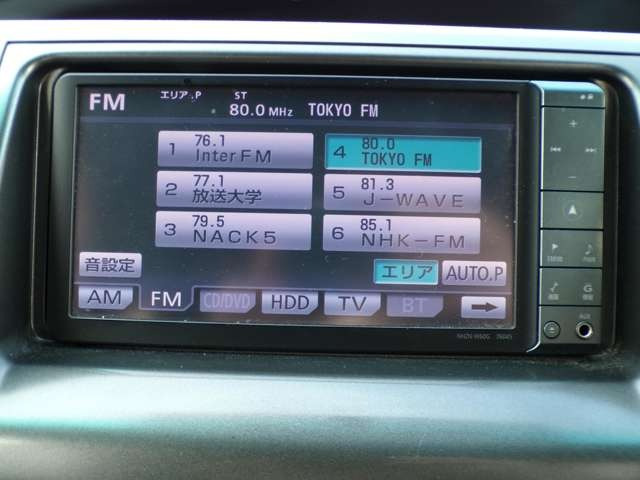 FM エリア.P ST 80.0 MHz TOKYO FM
1 76.1 InterFM
4 80.0 TOKYO FM
2 77.1 放送大学
5 81.3 J-WAVE
3 79.5 NACK5
6 85.1 NHK-FM
音設定 エリア AUTO.P
AM FM CD/DVD HDD TV BT
AUX